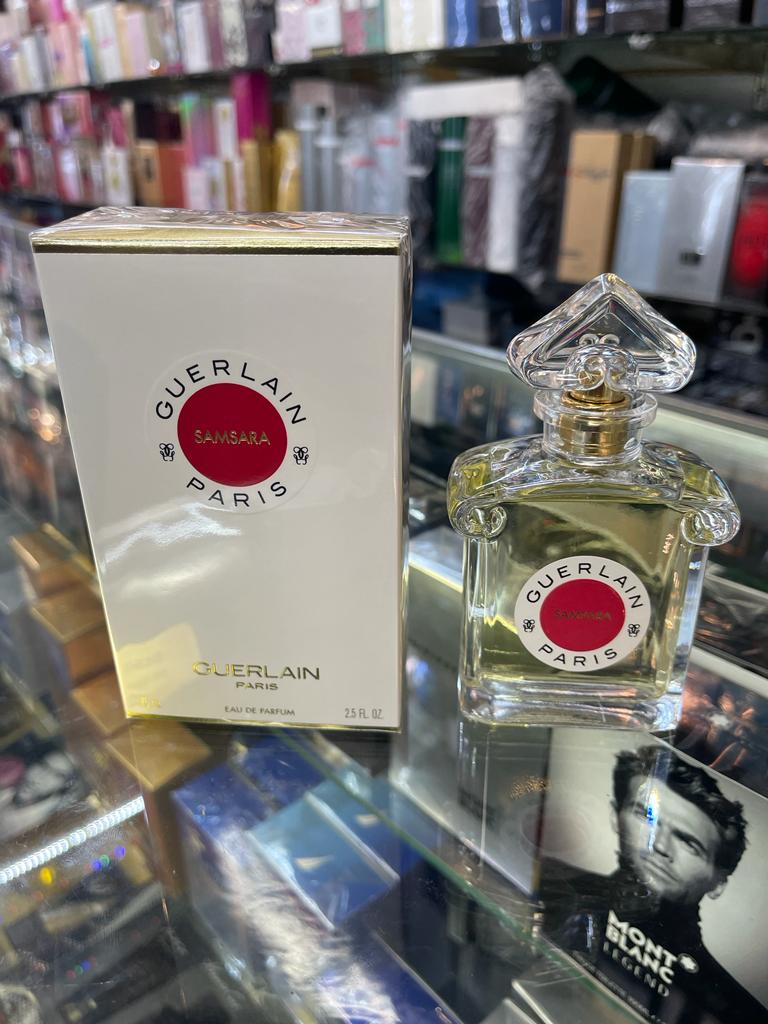 GUERLAIN
SAMSARA
PARIS
GUERLAIN
PARIS
EAU DE PARFUM
2.5 FL. OZ.
GUERLAIN
SAMSARA
PARIS
MONT
BLANC
LEGEND